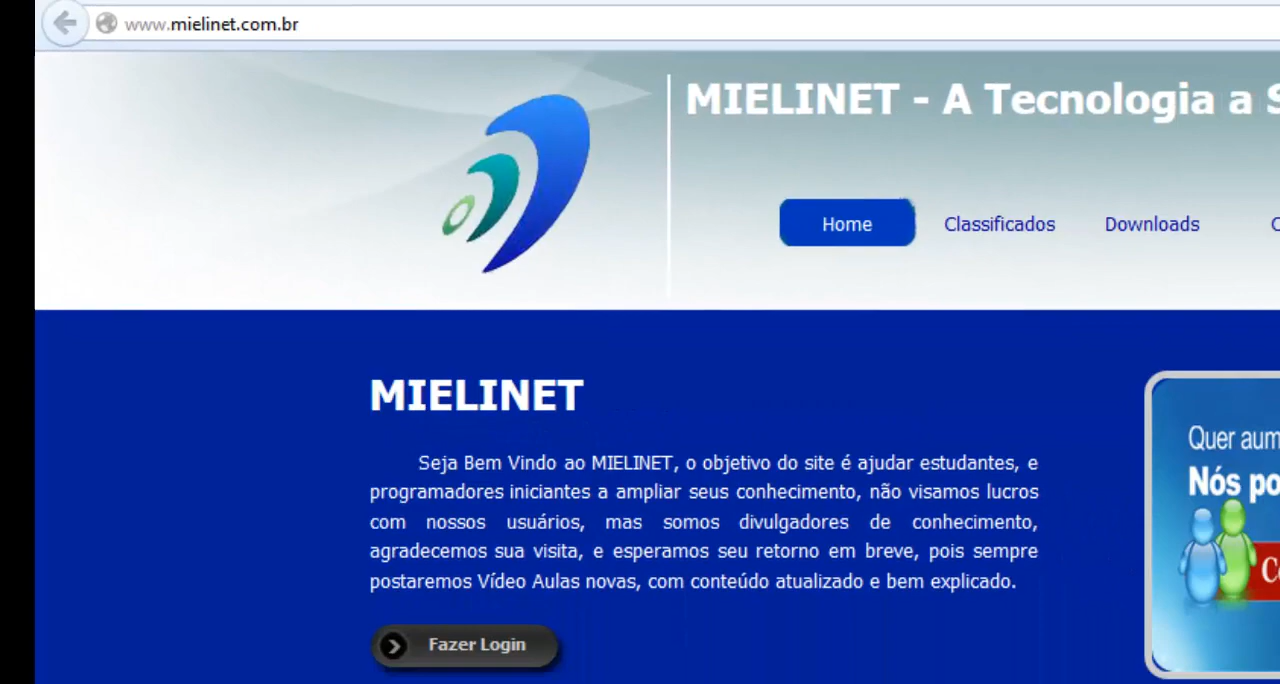 www.mielinet.com.br
MIELINET - A Tecnologia a
Home Classificados Downloads
MIELINET
Seja Bem Vindo ao MIELINET, o objetivo do site é ajudar estudantes, e
programadores iniciantes a ampliar seus conhecimento, não visamos lucros
com nossos usuários, mas somos divulgadores de conhecimento,
agradecemos sua visita, e esperamos seu retorno em breve, pois sempre
postaremos Vídeo Aulas novas, com conteúdo atualizado e bem explicado.
Fazer Login
Quer
Nós